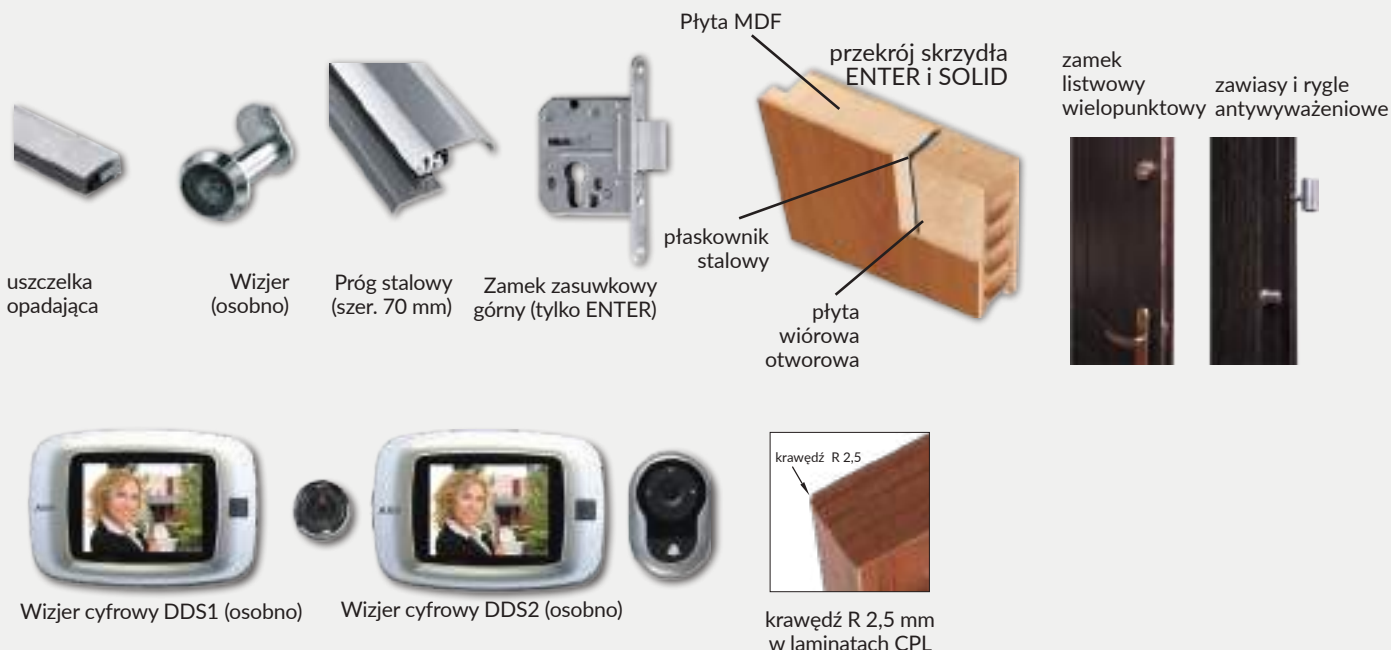 Płyta MDF
przekrój skrzydła
ENTER i SOLID
płaskownik
stalowy
płyta
wiórowa
otworowa
zamek
listwowy
wielopunktowy
zawiasy i rygle
antywyważeniowe
uszczelka
opadająca
Wizjer
(osobno)
Próg stalowy
(szer. 70 mm)
Zamek zasuwkowy
górny (tylko ENTER)
Wizjer cyfrowy DDS1 (osobno)
Wizjer cyfrowy DDS2 (osobno)
krawędź R 2,5
krawędź R 2,5 mm
w laminatach CPL